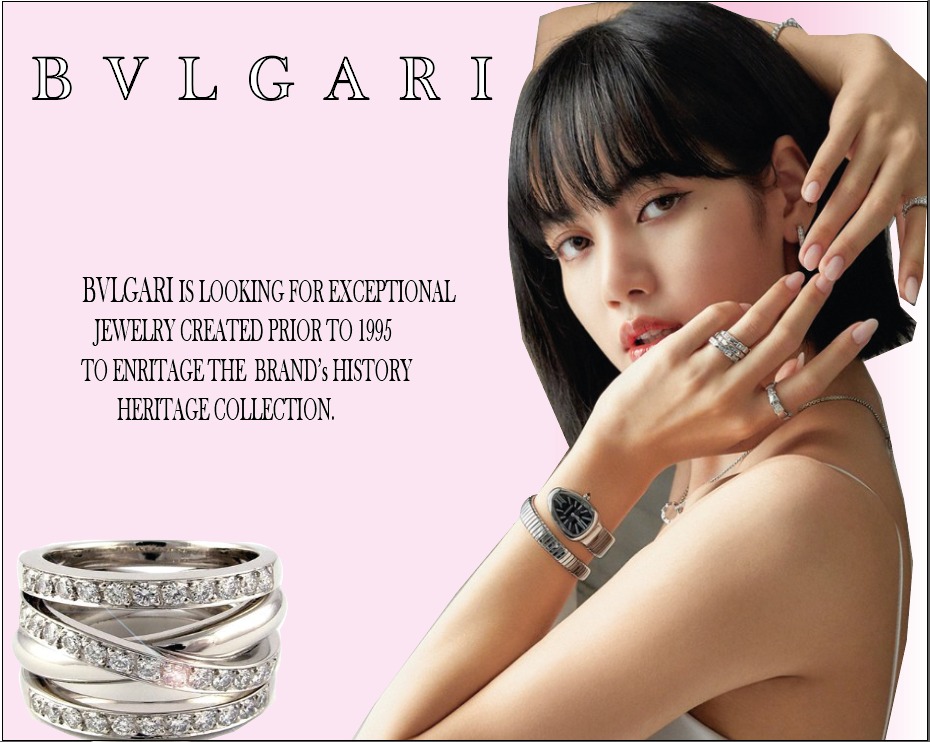 BVLGARI
BVLGARI IS LOOKING FOR EXCEPTIONAL
JEWELRY CREATED PRIOR TO 1995
TO ENRITAGE THE BRAND's HISTORY
HERITAGE COLLECTION.